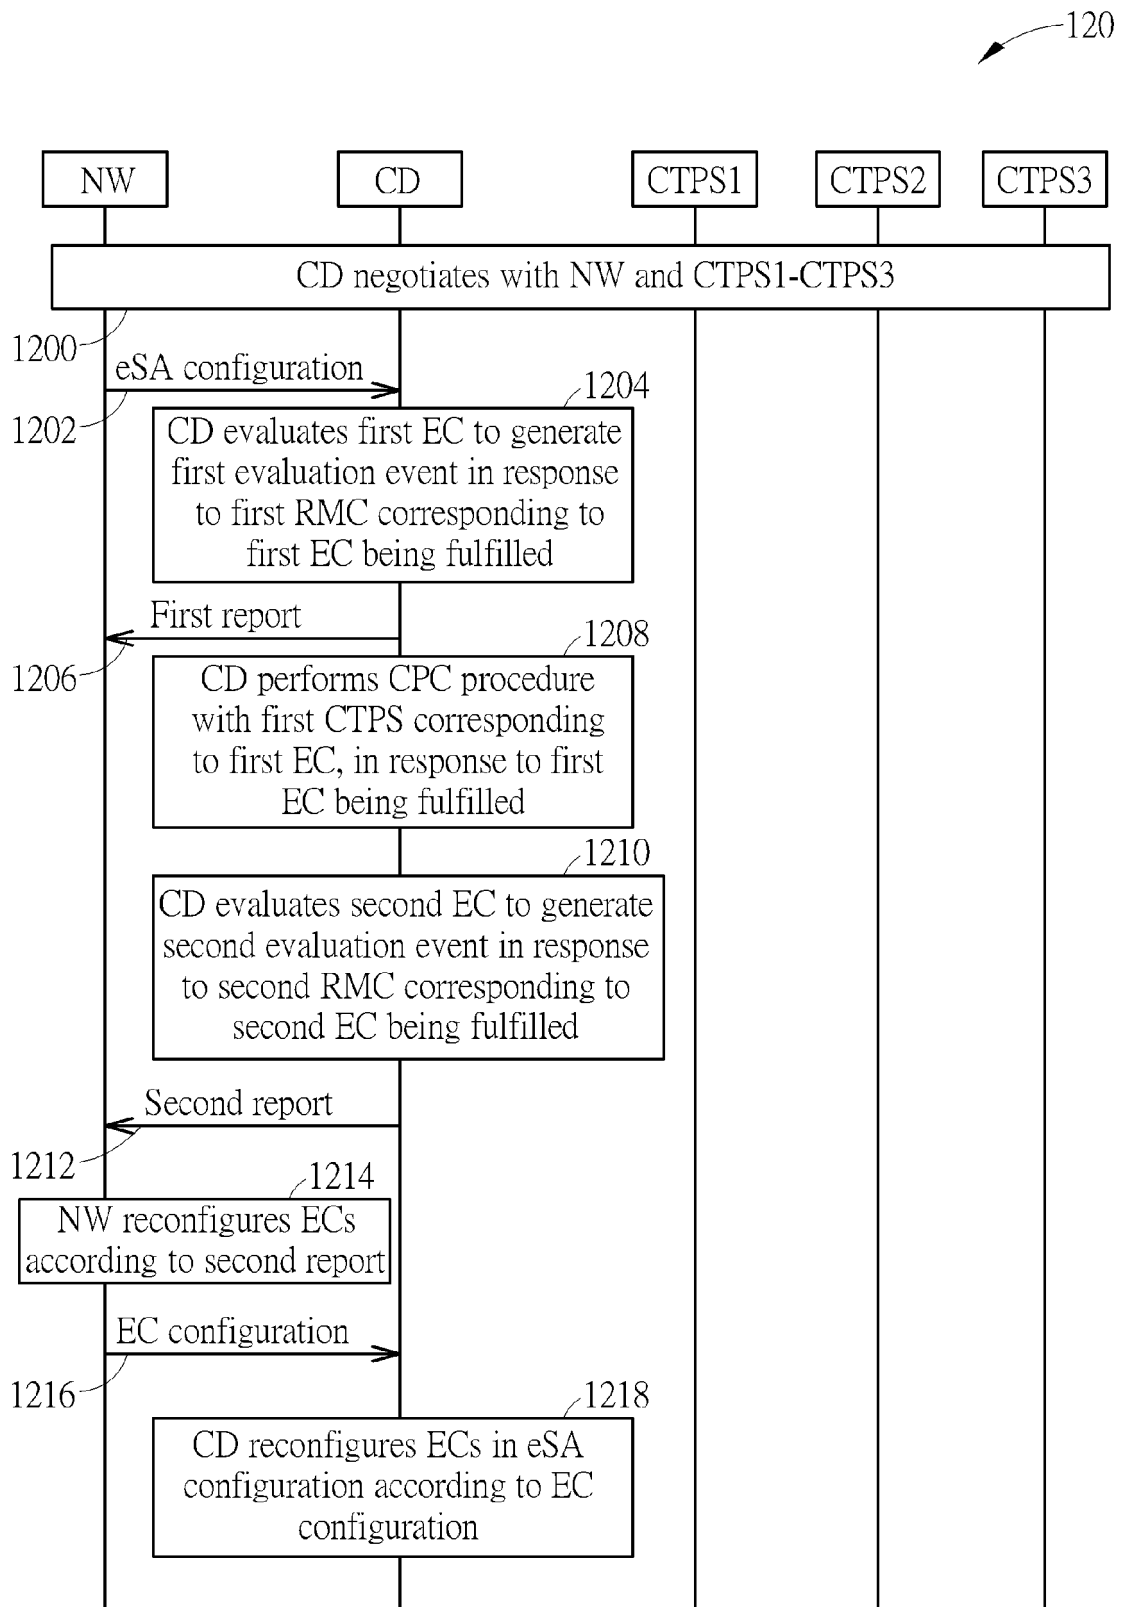 120
NW
CD
CTPS1
CTPS2
CTPS3
CD negotiates with NW and CTPS1-CTPS3
1200
eSA configuration
1202
1204
CD evaluates first EC to generate
first evaluation event in response
to first RMC corresponding to
first EC being fulfilled
First report
1206
1208
CD performs CPC procedure
with first CTPS corresponding
to first EC, in response to first
EC being fulfilled
1210
CD evaluates second EC to generate
second evaluation event in response
to second RMC corresponding to
second EC being fulfilled
Second report
1212
1214
NW reconfigures ECs
according to second report
EC configuration
1216
1218
CD reconfigures ECs in eSA
configuration according to EC
configuration